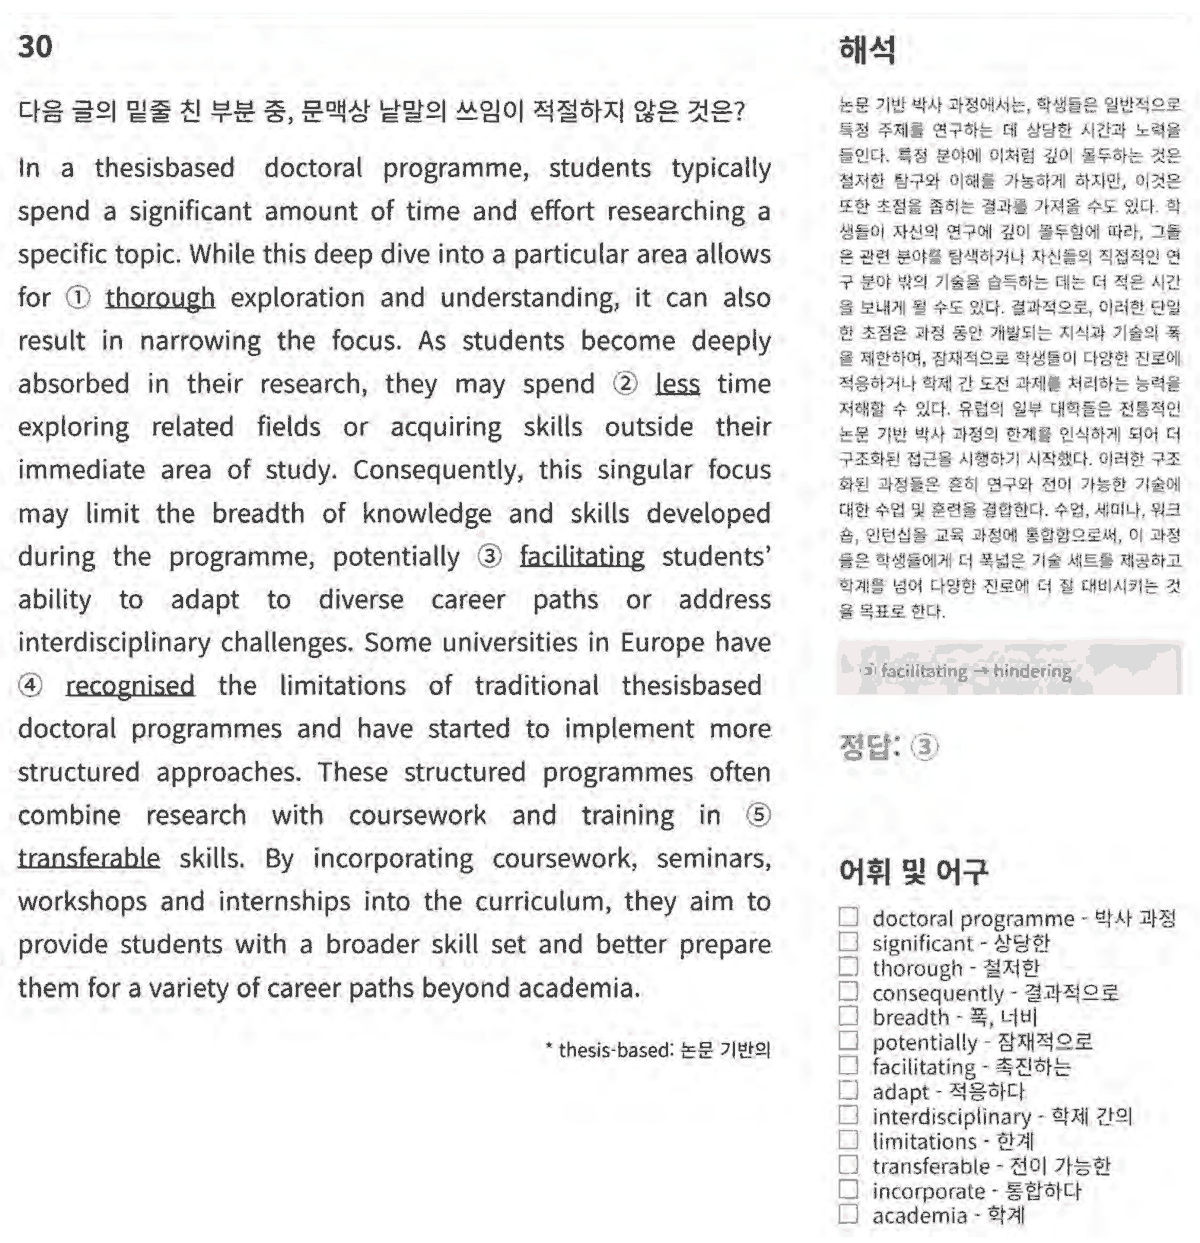 30
다음 글의 밑줄 친 부분 중, 문맥상 낱말의 쓰임이 적절하지 않은 것은?
In a thesisbased doctoral programme, students typically
spend a significant amount of time and effort researching a
specific topic. While this deep dive into a particular area allows
for ① thorough exploration and understanding, it can also
result in narrowing the focus. As students become deeply
absorbed in their research, they may spend ② less time
exploring related fields or acquiring skills outside their
immediate area of study. Consequently, this singular focus
may limit the breadth of knowledge and skills developed
during the programme, potentially ③ facilitating students’
ability to adapt to diverse career paths or address
interdisciplinary challenges. Some universities in Europe have
④ recognised the limitations of traditional thesisbased
doctoral programmes and have started to implement more
structured approaches. These structured programmes often
combine research with coursework and training in ⑤
transferable skills. By incorporating coursework, seminars,
workshops and internships into the curriculum, they aim to
provide students with a broader skill set and better prepare
them for a variety of career paths beyond academia.
* thesis-based: 논문 기반의
해석
논문 기반 박사 과정에서는, 학생들은 일반적으로
특정 주제를 연구하는 데 상당한 시간과 노력을
들인다. 특정 분야에 이처럼 깊이 몰두하는 것은
철저한 탐구와 이해를 가능하게 하지만, 이것은
또한 초점을 좁히는 결과를 가져올 수도 있다. 학
생들이 자신의 연구에 깊이 몰두함에 따라, 그들
은 관련 분야를 탐색하거나 자신들의 직접적인 연
구 분야 밖의 기술을 습득하는 데는 더 적은 시간
을 보내게 될 수도 있다. 결과적으로, 이러한 단일
한 초점은 과정 동안 개발되는 지식과 기술의 폭
을 제한하여, 잠재적으로 학생들이 다양한 진로에
적응하거나 학제 간 도전 과제를 처리하는 능력을
저해할 수 있다. 유럽의 일부 대학들은 전통적인
논문 기반 박사 과정의 한계를 인식하게 되어 더
구조화된 접근을 시행하기 시작했다. 이러한 구조
화된 과정들은 흔히 연구와 전이 가능한 기술에
대한 수업 및 훈련을 결합한다. 수업, 세미나, 워크
숍, 인턴십을 교육 과정에 통합함으로써, 이 과정
들은 학생들에게 더 폭넓은 기술 세트를 제공하고
학계를 넘어 다양한 진로에 더 잘 대비시키는 것
을 목표로 한다.
③ facilitating → hindering
정답: ③
어휘 및 어구
□ doctoral programme - 박사 과정
□ significant - 상당한
□ thorough - 철저한
□ consequently - 결과적으로
□ breadth - 폭, 너비
□ potentially - 잠재적으로
□ facilitating - 촉진하는
□ adapt - 적응하다
□ interdisciplinary - 학제 간의
□ limitations - 한계
□ transferable - 전이 가능한
□ incorporate - 통합하다
□ academia - 학계